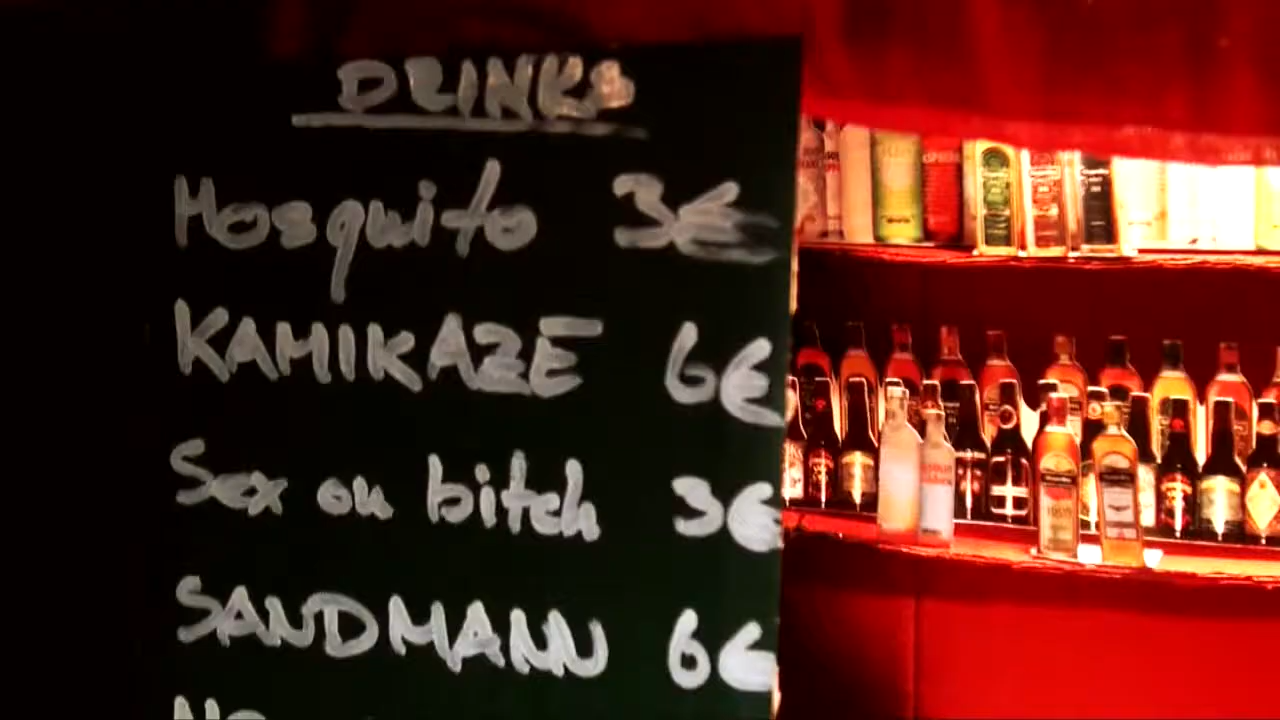 DRINKS
Mosquito 3€
KAMIKAZE 6€
Sex on bitch 3€
SANDMANN 6€